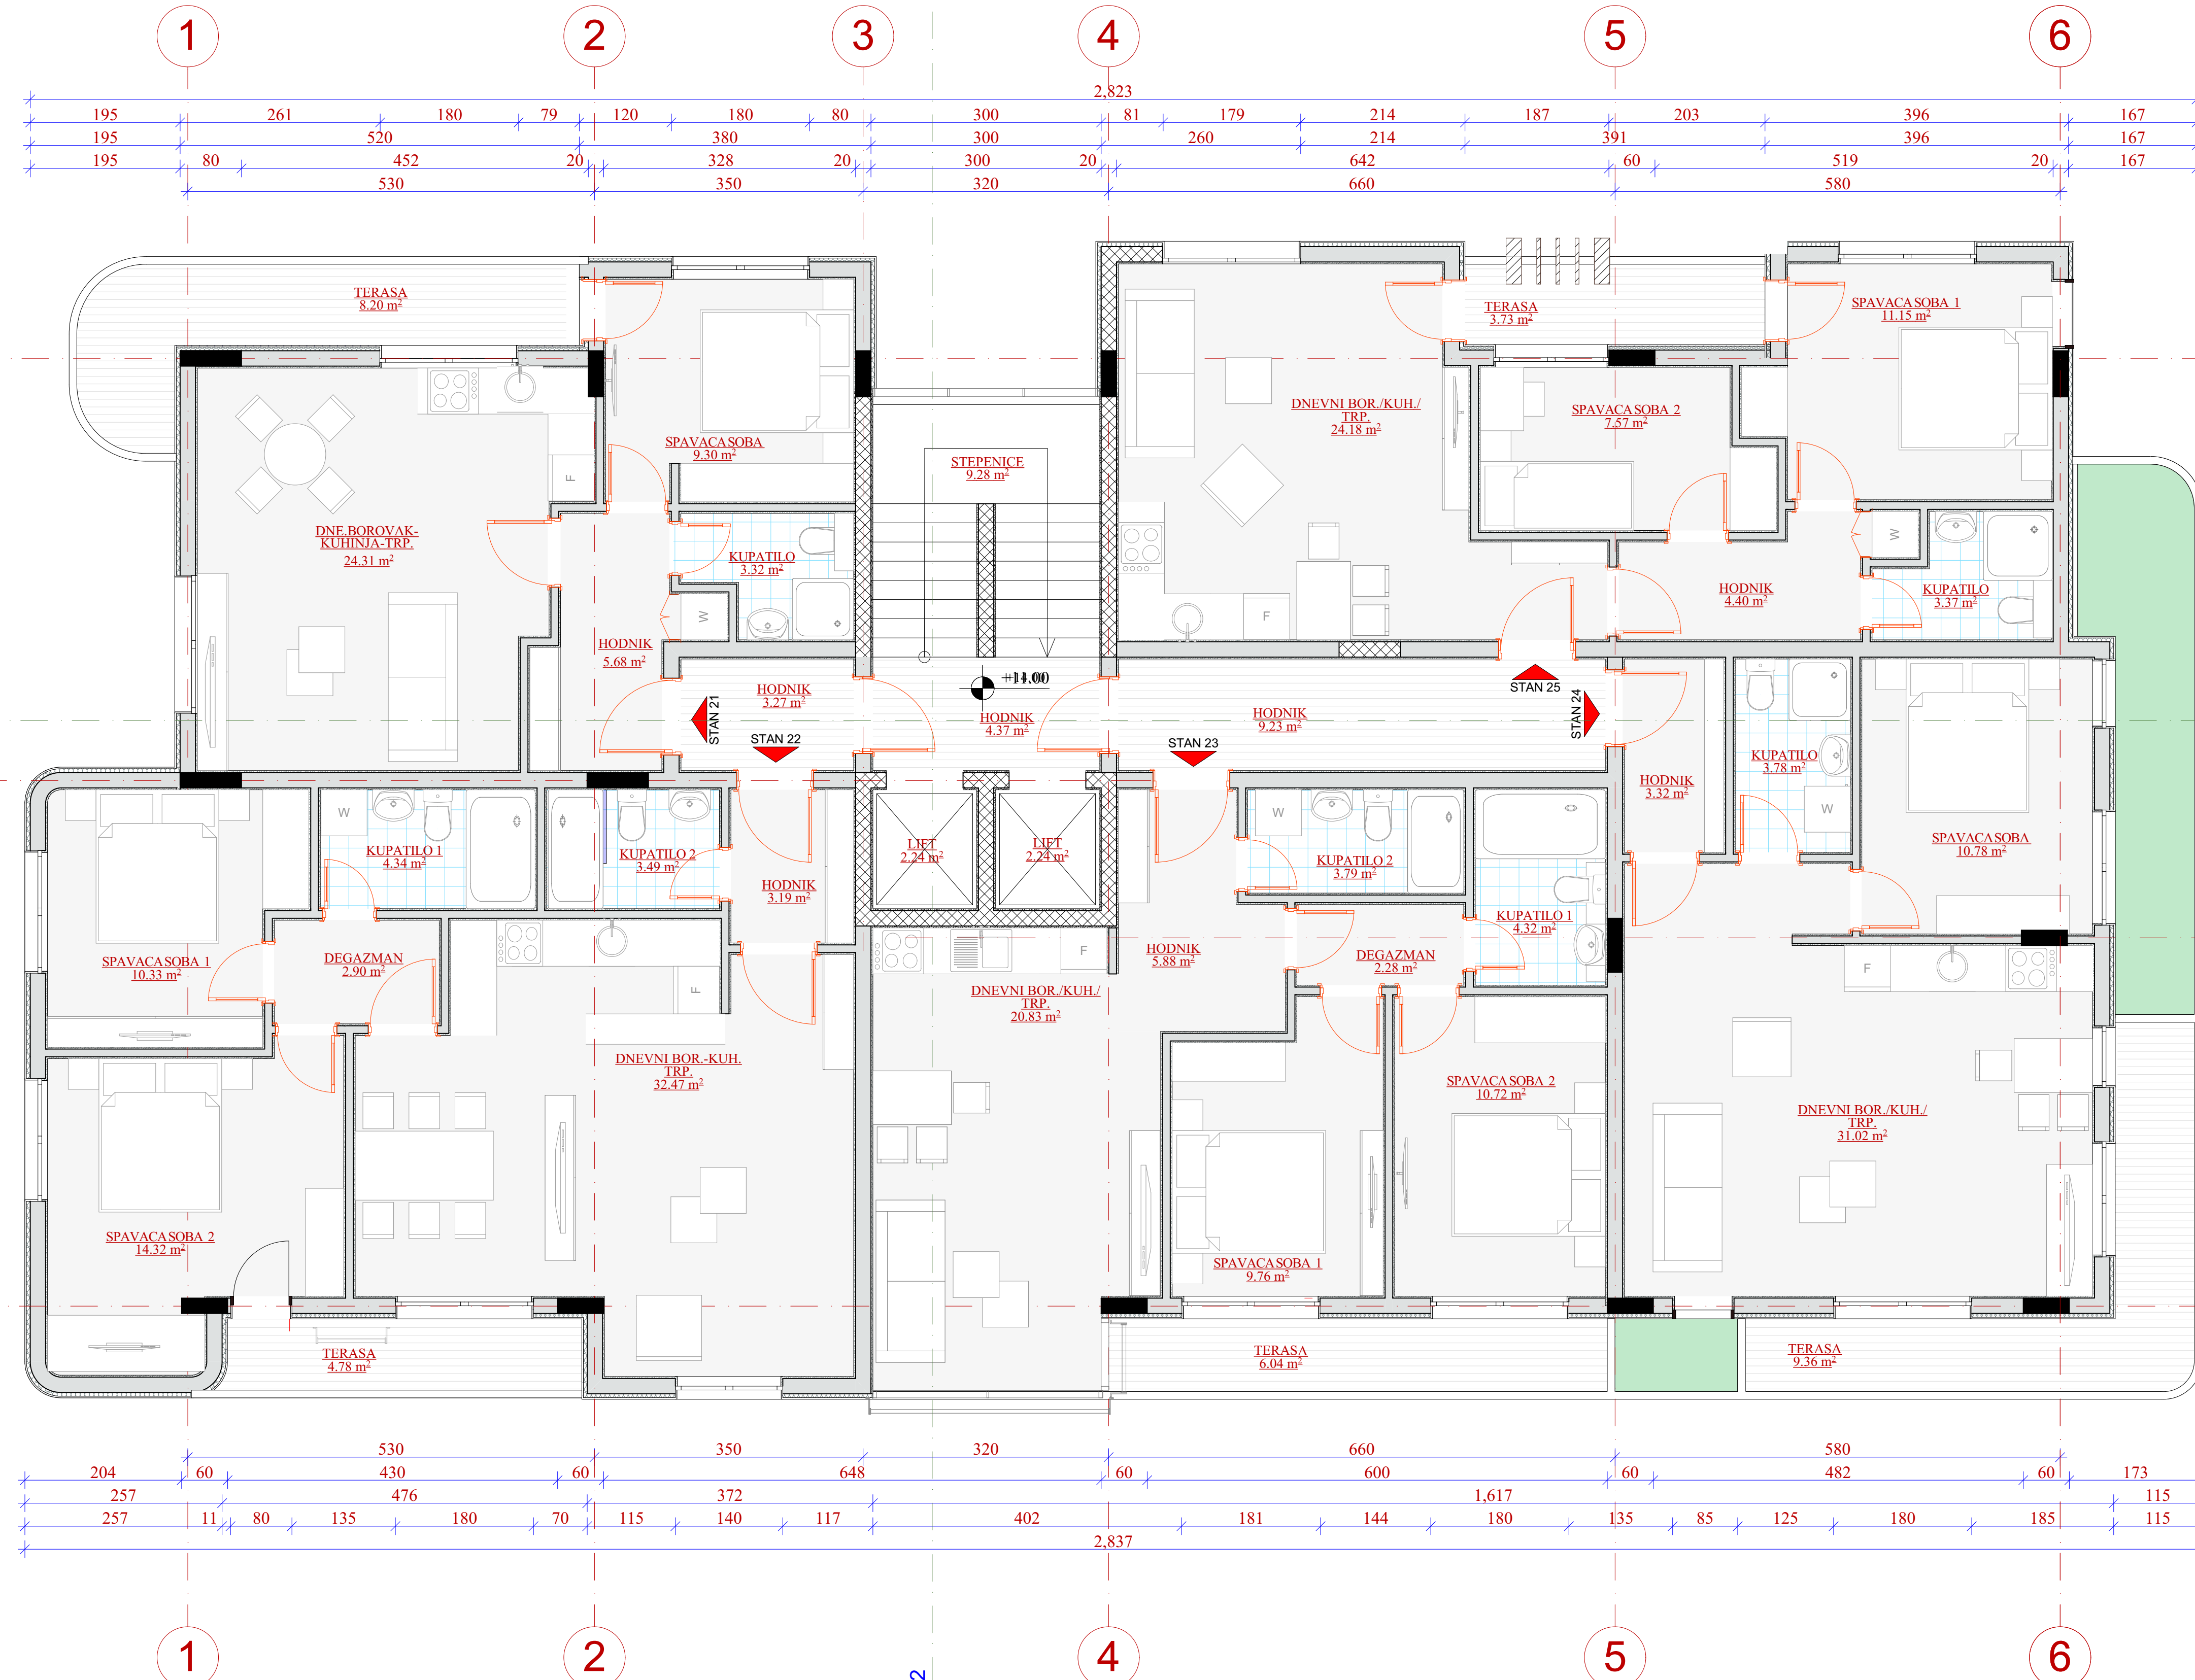 1 2 3 4 5 6
2,823
195 261 180 79 120 180 80 300 81 179 214 187 203 396 167
195 520 380 300 260 214 391 396 167
195 80 452 20 328 20 300 20 642 60 519 20 167
530 350 320 660 580
TERASA
8.20 m²
SPAVACA SOBA
9.30 m²
DNE.BOROVAK-
KUHINJA-TRP.
24.31 m²
F
KUPATILO
3.32 m²
W
HODNIK
5.68 m²
HODNIK
3.27 m²
STAN 21
STAN 22
STEPENICE
9.28 m²
HODNIK
4.37 m²
DNEVNI BOR./KUH./
TRP.
24.18 m²
F
TERASA
3.73 m²
SPAVACA SOBA 2
7.57 m²
SPAVACA SOBA 1
11.15 m²
W
HODNIK
4.40 m²
KUPATILO
3.37 m²
HODNIK
9.23 m²
STAN 25
STAN 24
STAN 23
HODNIK
3.32 m²
KUPATILO
3.78 m²
W
SPAVACA SOBA
10.78 m²
F
DNEVNI BOR./KUH./
TRP.
31.02 m²
TERASA
9.36 m²
SPAVACA SOBA 1
10.33 m²
W
KUPATILO 1
4.34 m²
KUPATILO 2
3.49 m²
HODNIK
3.19 m²
DEGAZMAN
2.90 m²
F
DNEVNI BOR.-KUH.
TRP.
32.47 m²
SPAVACA SOBA 2
14.32 m²
TERASA
4.78 m²
LIFT
2.24 m²
LIFT
2.24 m²
W
KUPATILO 2
3.79 m²
KUPATILO 1
4.32 m²
HODNIK
5.88 m²
DEGAZMAN
2.28 m²
F
DNEVNI BOR./KUH./
TRP.
20.83 m²
SPAVACA SOBA 1
9.76 m²
SPAVACA SOBA 2
10.72 m²
TERASA
6.04 m²
530 350 320 660 580
204 60 430 60 648 60 600 60 482 60 173
257 476 372 1,617 115
257 11 80 135 180 70 115 140 117 402 181 144 180 135 85 125 180 185 115
2,837
1 2 4 5 6
2